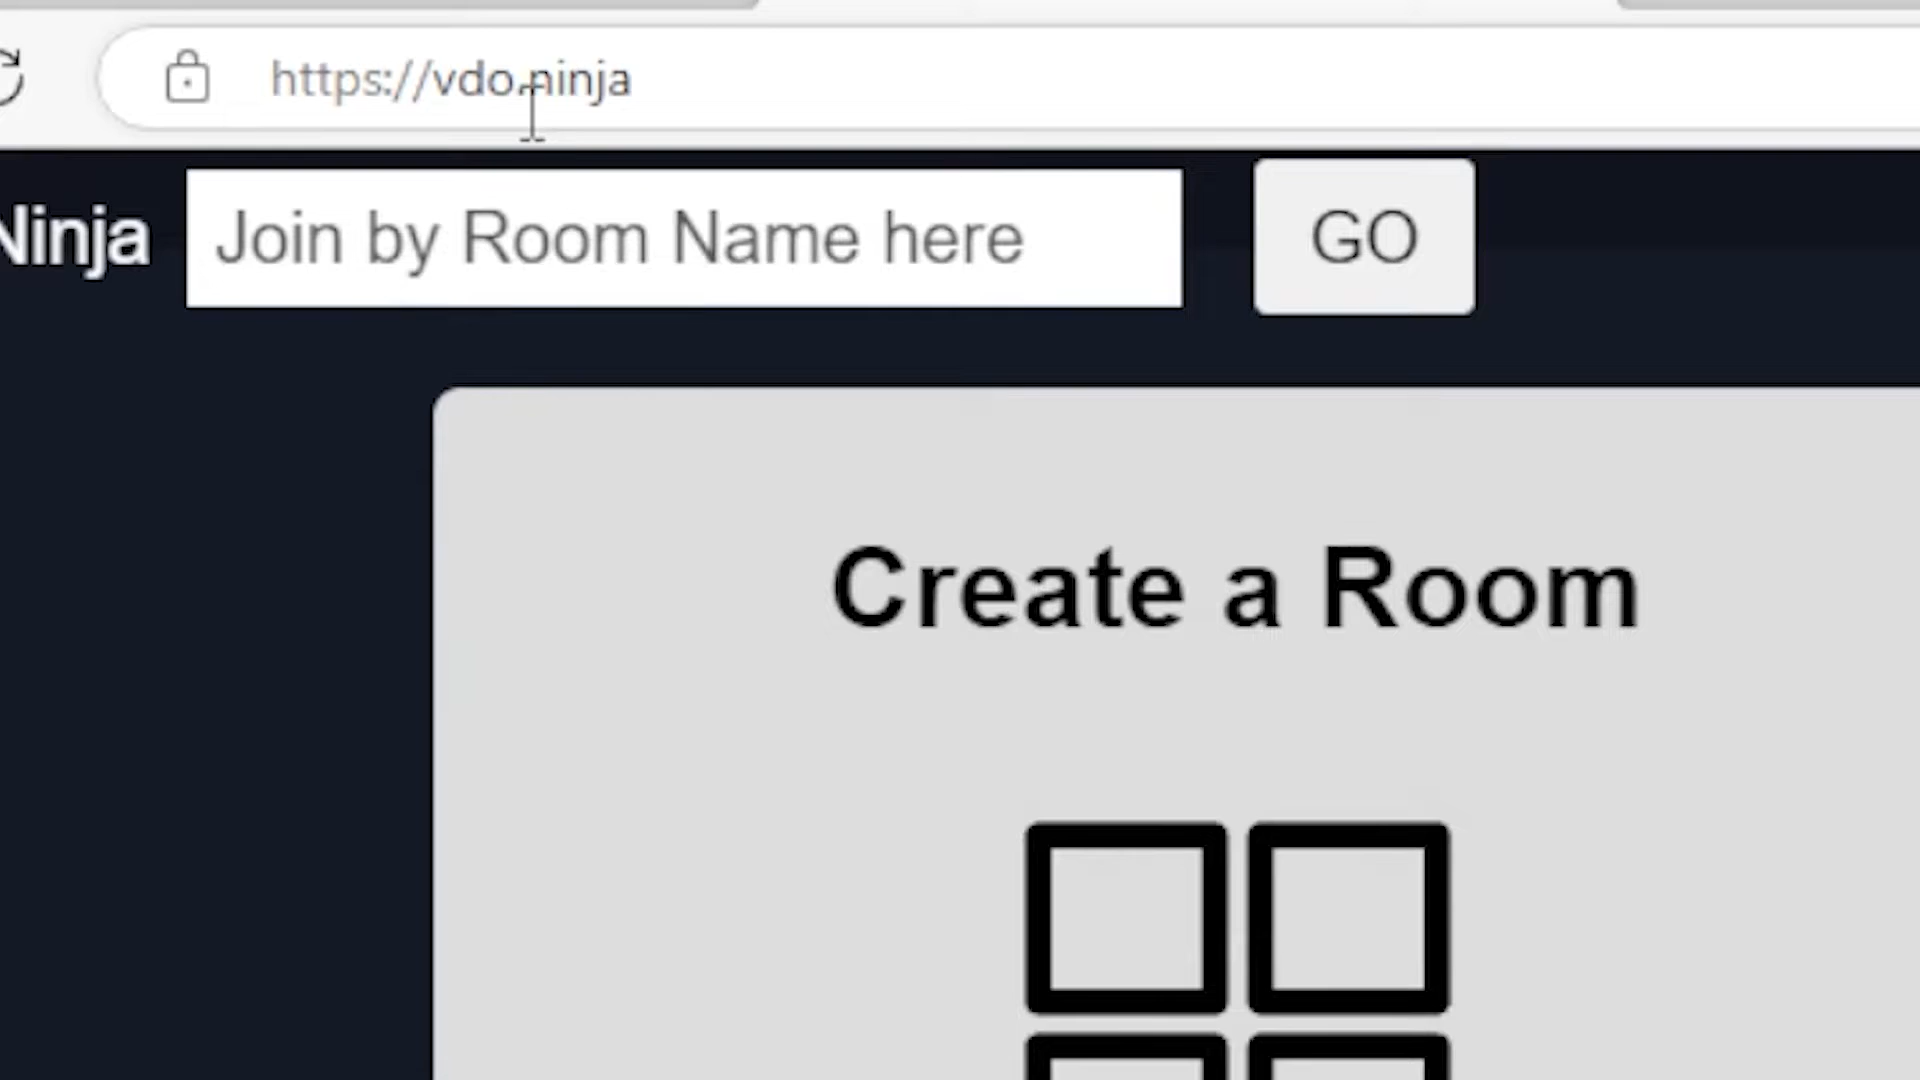 https://vdo.ninja
Ninja
Join by Room Name here
GO
Create a Room